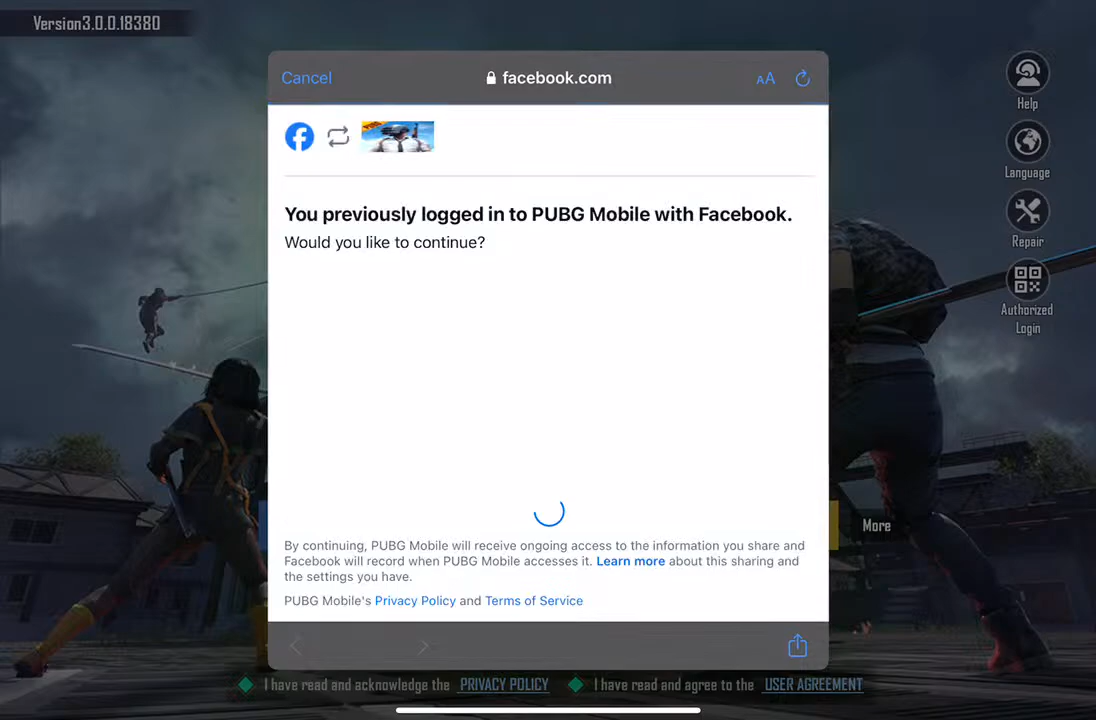 Version3.0.0.18380
Cancel
facebook.com
AA
Help
Language
Repair
Authorized
Login
You previously logged in to PUBG Mobile with Facebook.
Would you like to continue?
More
By continuing, PUBG Mobile will receive ongoing access to the information you share and
Facebook will record when PUBG Mobile accesses it. Learn more about this sharing and
the settings you have.
PUBG Mobile's Privacy Policy and Terms of Service
I have read and acknowledge the PRIVACY POLICY
I have read and agree to the USER AGREEMENT